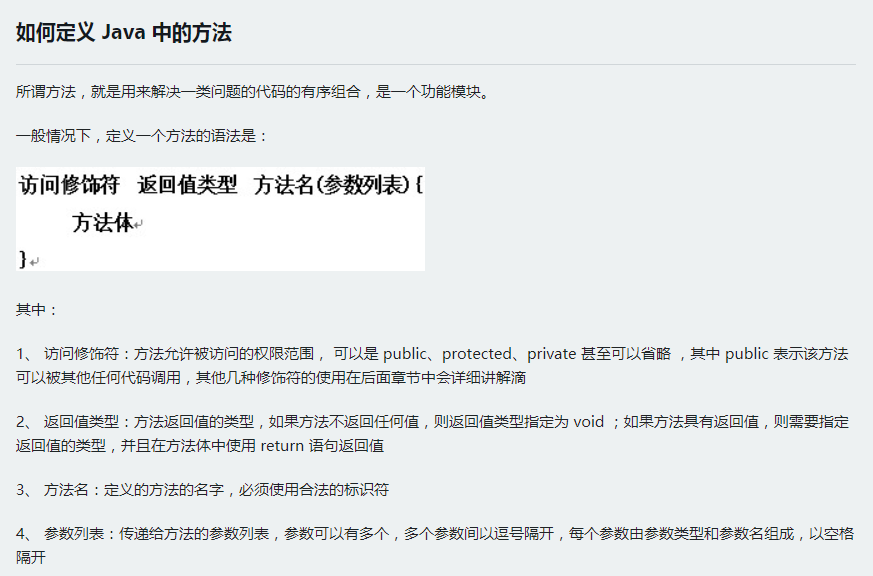 如何定义 Java 中的方法
所谓方法，就是用来解决一类问题的代码的有序组合，是一个功能模块。
一般情况下，定义一个方法的语法是：
访问修饰符 返回值类型 方法名(参数列表){
方法体↵
}↵
其中：
1、 访问修饰符：方法允许被访问的权限范围， 可以是 public、protected、private 甚至可以省略 ，其中 public 表示该方法
可以被其他任何代码调用，其他几种修饰符的使用在后面章节中会详细讲解滴
2、 返回值类型：方法返回值的类型，如果方法不返回任何值，则返回值类型指定为 void ；如果方法具有返回值，则需要指定
返回值的类型，并且在方法体中使用 return 语句返回值
3、 方法名：定义的方法的名字，必须使用合法的标识符
4、 参数列表：传递给方法的参数列表，参数可以有多个，多个参数间以逗号隔开，每个参数由参数类型和参数名组成，以空格
隔开